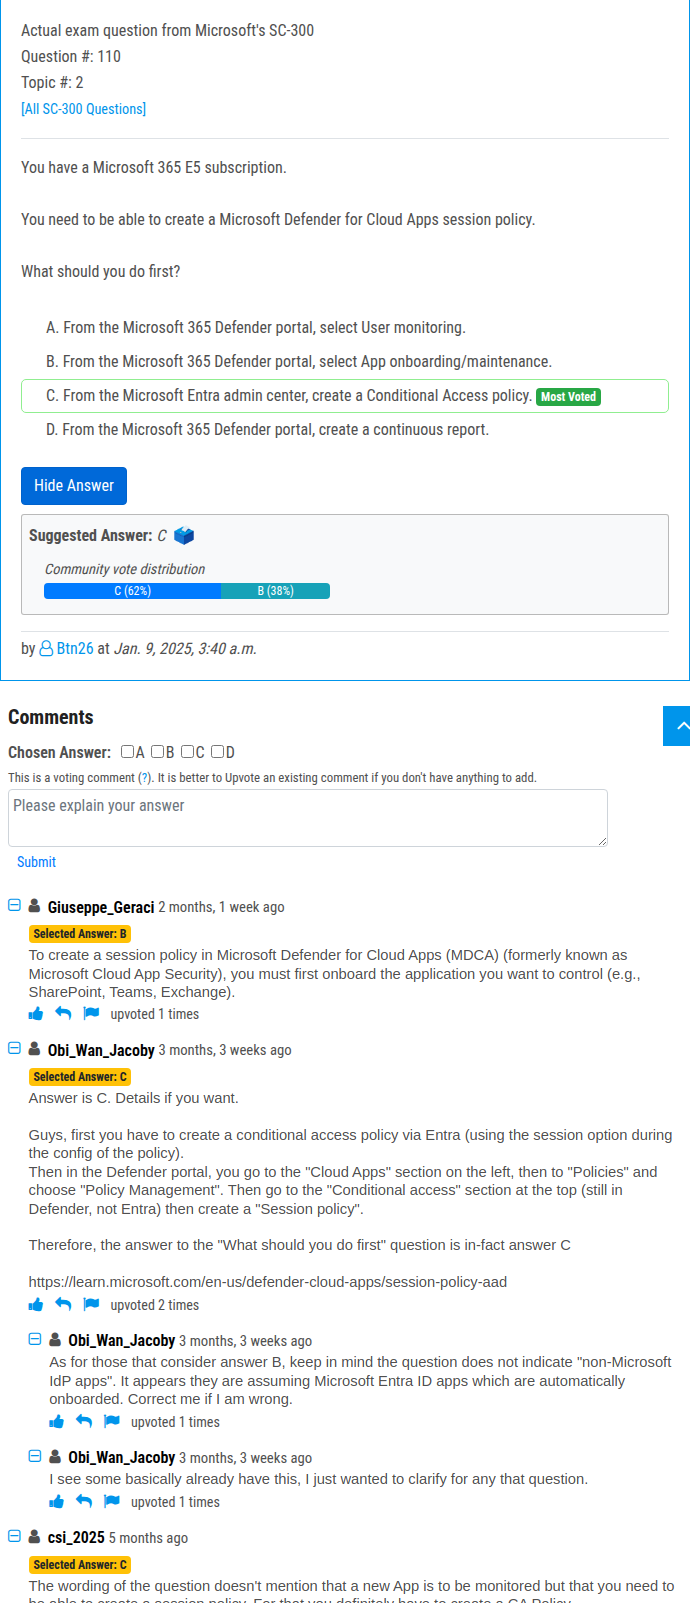 Actual exam question from Microsoft's SC-300
Question #: 110
Topic #: 2
[All SC-300 Questions]
You have a Microsoft 365 E5 subscription.
You need to be able to create a Microsoft Defender for Cloud Apps session policy.
What should you do first?
A. From the Microsoft 365 Defender portal, select User monitoring.
B. From the Microsoft 365 Defender portal, select App onboarding/maintenance.
C. From the Microsoft Entra admin center, create a Conditional Access policy. Most Voted
D. From the Microsoft 365 Defender portal, create a continuous report.
Hide Answer
Suggested Answer: C
Community vote distribution
C (62%) B (38%)
by Btn26 at Jan. 9, 2025, 3:40 a.m.
Comments
Chosen Answer: A B C D
This is a voting comment (?). It is better to Upvote an existing comment if you don't have anything to add.
Please explain your answer
Submit
Giuseppe_Geraci 2 months, 1 week ago
Selected Answer: B
To create a session policy in Microsoft Defender for Cloud Apps (MDCA) (formerly known as
Microsoft Cloud App Security), you must first onboard the application you want to control (e.g.,
SharePoint, Teams, Exchange).
upvoted 1 times
Obi_Wan_Jacoby 3 months, 3 weeks ago
Selected Answer: C
Answer is C. Details if you want.
Guys, first you have to create a conditional access policy via Entra (using the session option during
the config of the policy).
Then in the Defender portal, you go to the "Cloud Apps" section on the left, then to "Policies" and
choose "Policy Management". Then go to the "Conditional access" section at the top (still in
Defender, not Entra) then create a "Session policy".
Therefore, the answer to the "What should you do first" question is in-fact answer C
https://learn.microsoft.com/en-us/defender-cloud-apps/session-policy-aad
upvoted 2 times
Obi_Wan_Jacoby 3 months, 3 weeks ago
As for those that consider answer B, keep in mind the question does not indicate "non-Microsoft
IdP apps". It appears they are assuming Microsoft Entra ID apps which are automatically
onboarded. Correct me if I am wrong.
upvoted 1 times
Obi_Wan_Jacoby 3 months, 3 weeks ago
I see some basically already have this, I just wanted to clarify for any that question.
upvoted 1 times
csi_2025 5 months ago
Selected Answer: C
The wording of the question doesn't mention that a new App is to be monitored but that you need to
be able to create a session policy. For that you definitely have to create a CA Policy